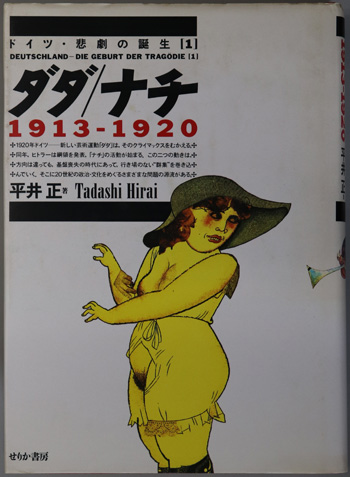 ドイツ・悲劇の誕生[1]
DEUTSCHLAND—DIE GEBURT DER TRAGÖDIE [1]
ダダ/ナチ
1913-1920
✢1920年ドイツ——新しい芸術運動「ダダ」は、そのクライマックスをむかえる。✢
✢同年、ヒトラーは綱領を発表、「ナチ」の活動が始まる。この二つの動きは、✢
✢方向は違っても、基盤喪失の時代にあって、行き場のない“群集”を巻き込✢
✢んでいく。そこに20世紀の政治・文化をめぐるさまざまな問題の源流がある。✢
平井 正 著 Tadashi Hirai
せりか書房